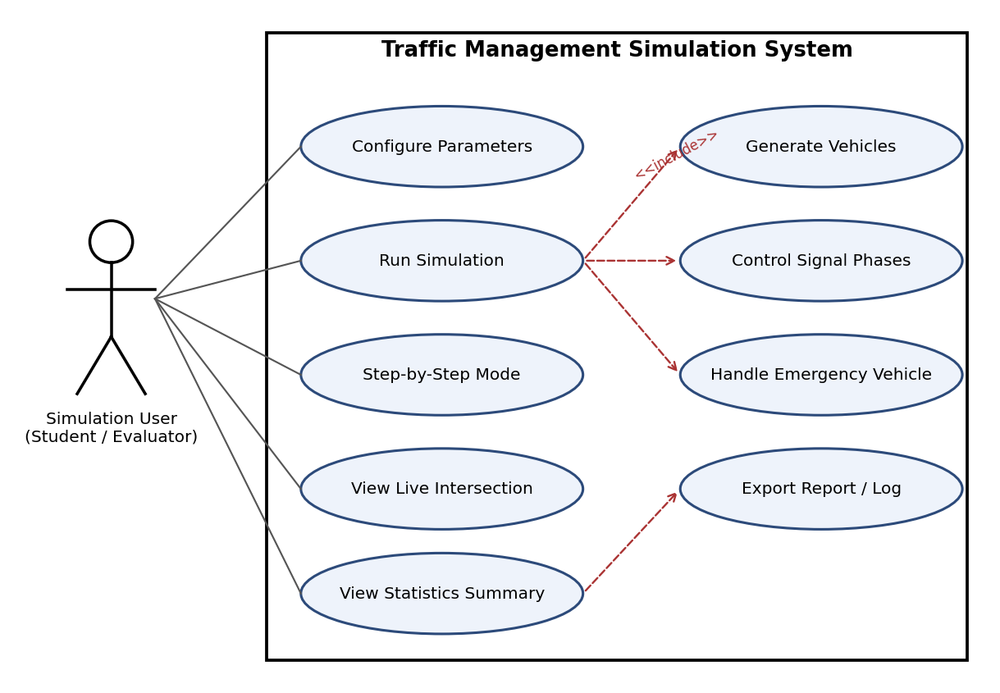 Traffic Management Simulation System
Configure Parameters
<<include>>
Generate Vehicles
Run Simulation
Control Signal Phases
Step-by-Step Mode
Handle Emergency Vehicle
Simulation User
(Student / Evaluator)
View Live Intersection
Export Report / Log
View Statistics Summary